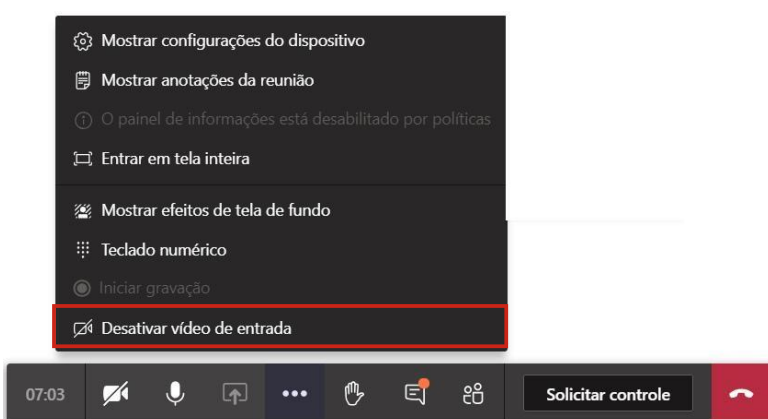 Mostrar configurações do dispositivo
Mostrar anotações da reunião
O painel de informações está desabilitado por políticas
Entrar em tela inteira
Mostrar efeitos de tela de fundo
Teclado numérico
Iniciar gravação
Desativar vídeo de entrada
07:03 Solicitar controle